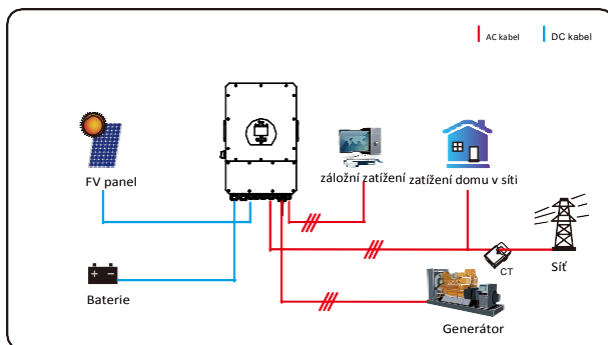 AC kabel
DC kabel
FV panel
záložní zatížení
zatížení domu v síti
CT
Síť
Baterie
Generátor